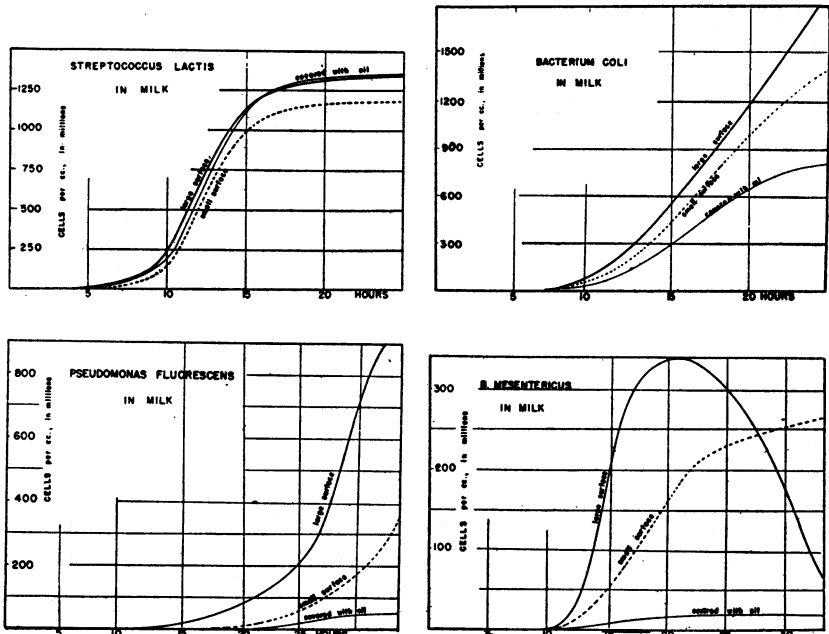 STREPTOCOCCUS LACTIS
IN MILK
CELLS per cc., in millions
1250
1000
750
500
250
covered with oil
large surface
small surface
5
10
15
20
HOURS
BACTERIUM COLI
IN MILK
CELLS per cc., in millions
1500
1200
900
600
300
large surface
small surface
covered with oil
5
10
15
20 HOURS
PSEUDOMONAS FLUORESCENS
IN MILK
CELLS per cc., in millions
800
600
400
200
large surface
small surface
covered with oil
B. MESENTERICUS
IN MILK
CELLS per cc., in millions
300
200
100
large surface
small surface
covered with oil